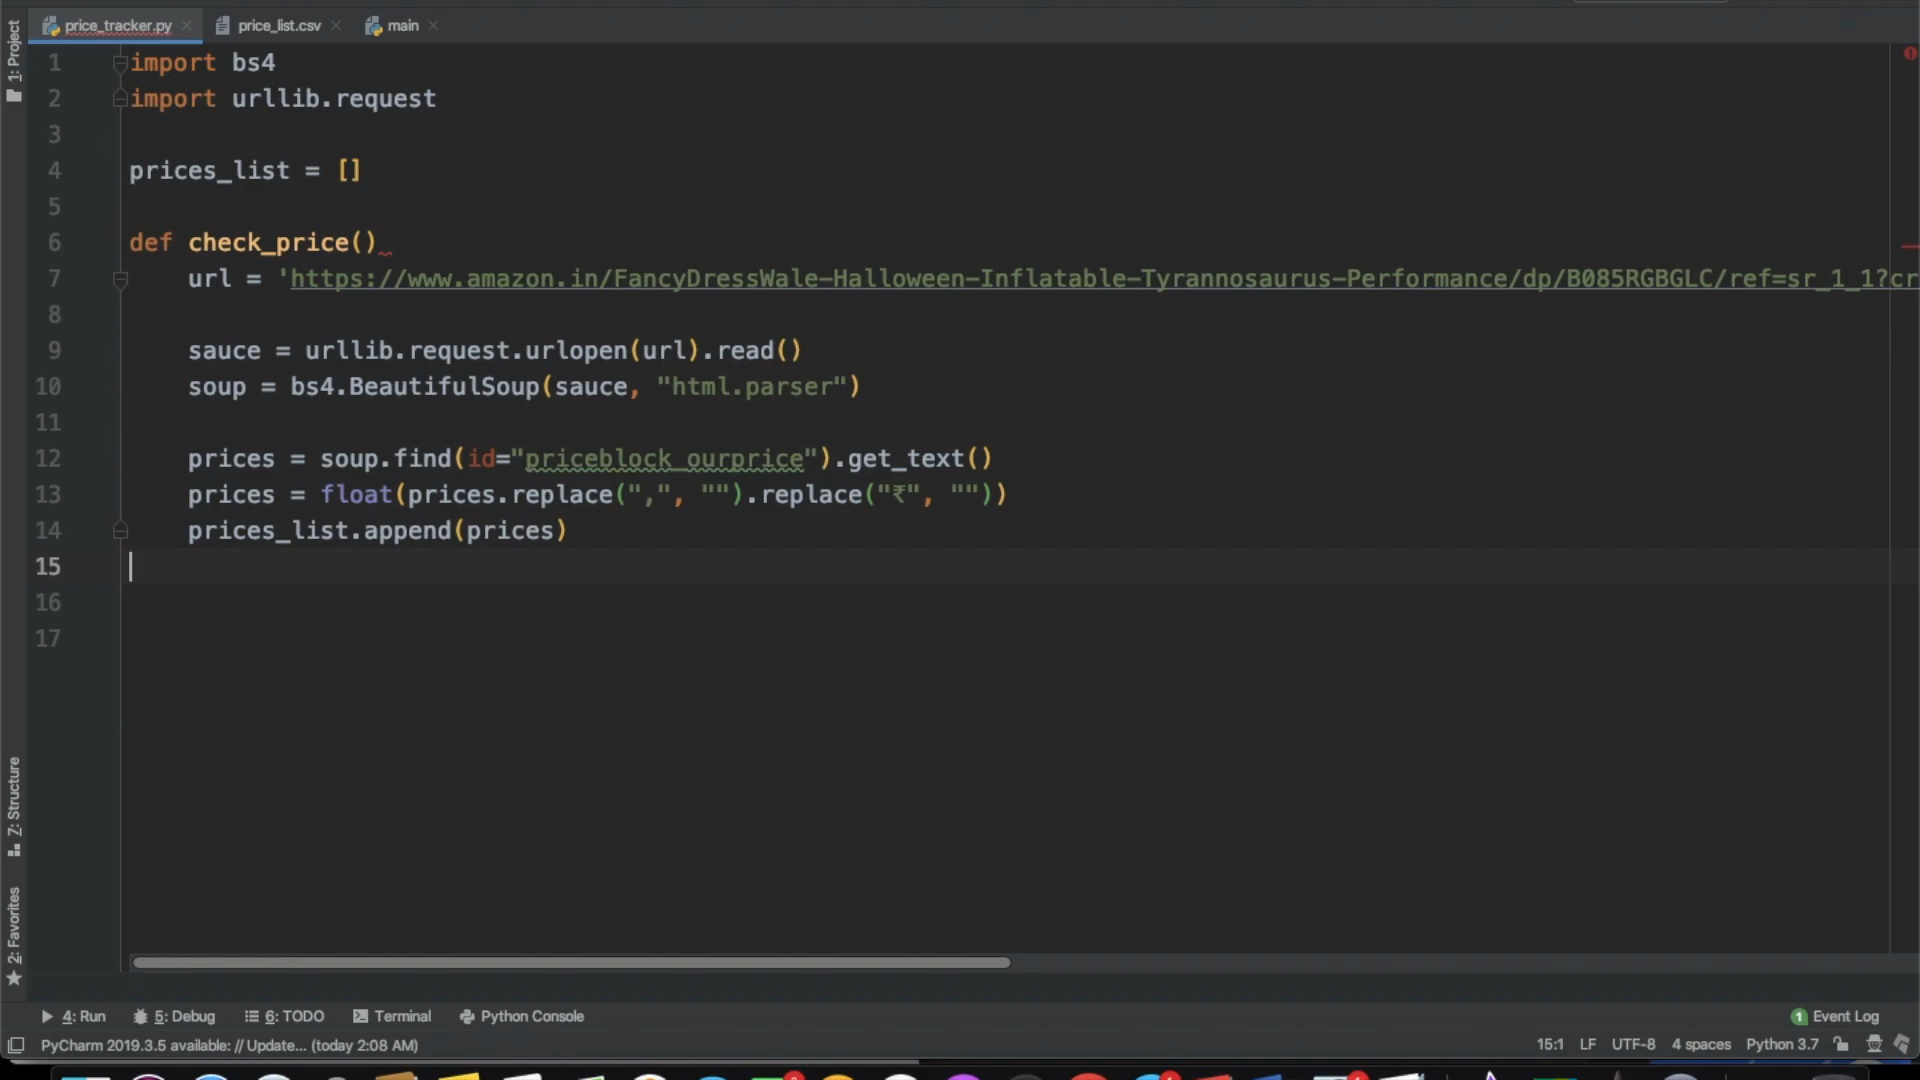 price_tracker.py
price_list.csv
main
1: Project
1 import bs4
2 import urllib.request
3
4 prices_list = []
5
6 def check_price()
7 url = 'https://www.amazon.in/FancyDressWale-Halloween-Inflatable-Tyrannosaurus-Performance/dp/B085RGBGLC/ref=sr_1_1?cr
8
9 sauce = urllib.request.urlopen(url).read()
10 soup = bs4.BeautifulSoup(sauce, "html.parser")
11
12 prices = soup.find(id="priceblock_ourprice").get_text()
13 prices = float(prices.replace(",", "").replace("₹", ""))
14 prices_list.append(prices)
15
16
17
Z: Structure
2: Favorites
4: Run
5: Debug
6: TODO
Terminal
Python Console
1 Event Log
PyCharm 2019.3.5 available: // Update... (today 2:08 AM)
15:1 LF UTF-8 4 spaces Python 3.7